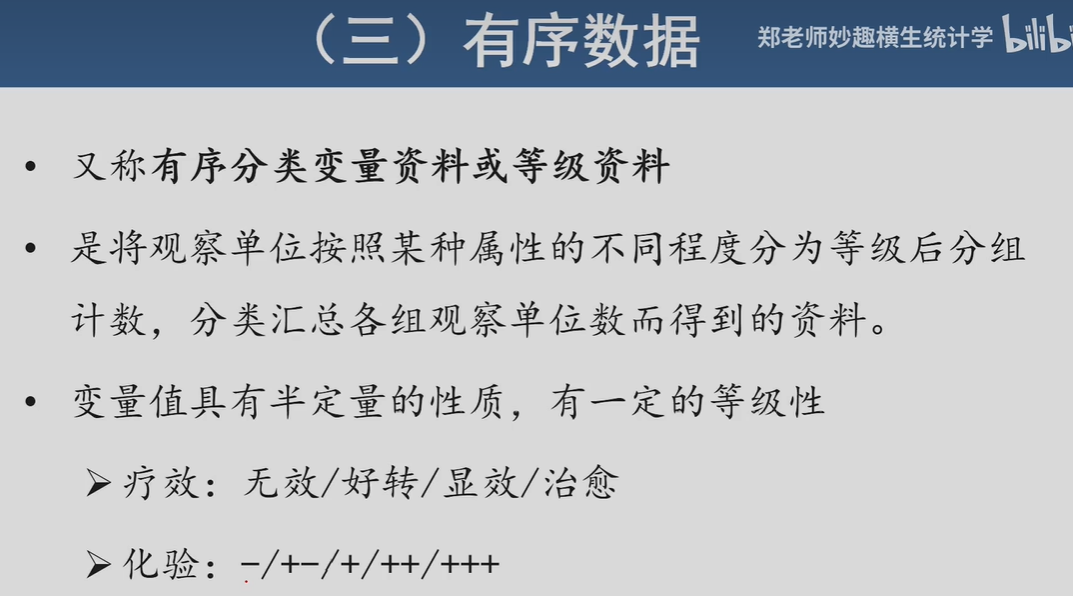 （三）有序数据
郑老师妙趣横生统计学 bilibi
• 又称有序分类变量资料或等级资料
• 是将观察单位按照某种属性的不同程度分为等级后分组
计数，分类汇总各组观察单位数而得到的资料。
• 变量值具有半定量的性质，有一定的等级性
➢疗效：无效/好转/显效/治愈
➢化验：-/+-/+/++/+++